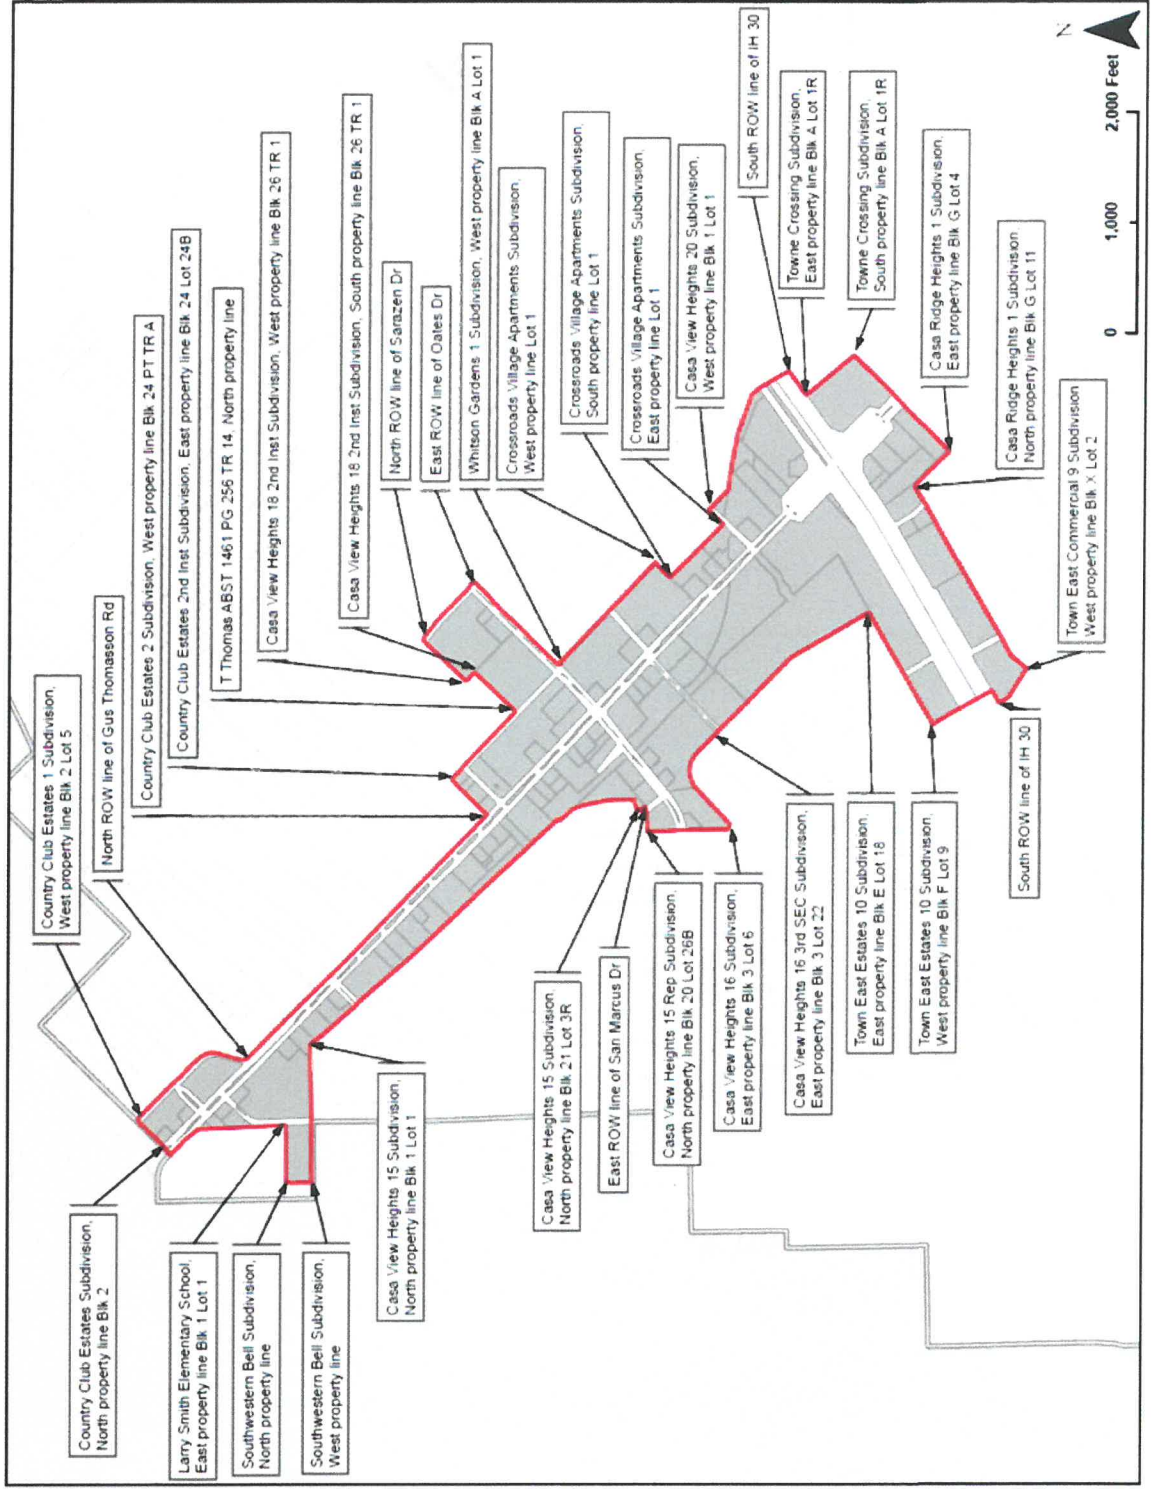 Country Club Estates 1 Subdivision,
West property line Blk 2 Lot 5
North ROW line of Gus Thomasson Rd
Country Club Estates 2 Subdivision, West property line Blk 24 PT TR A
Country Club Estates 2nd Inst Subdivision, East property line Blk 24 Lot 24B
T Thomas ABST 1461 PG 256 TR 14, North property line
Casa View Heights 18 2nd Inst Subdivision, West property line Blk 26 TR 1
Casa View Heights 18 2nd Inst Subdivision, South property line Blk 26 TR 1
North ROW line of Sarazen Dr
East ROW line of Oates Dr
Whitson Gardens 1 Subdivision, West property line Blk A Lot 1
Crossroads Village Apartments Subdivision,
West property line Lot 1
Crossroads Village Apartments Subdivision,
South property line Lot 1
Crossroads Village Apartments Subdivision,
East property line Lot 1
Casa View Heights 20 Subdivision,
West property line Blk 1 Lot 1
South ROW line of IH 30
Towne Crossing Subdivision,
East property line Blk A Lot 1R
Towne Crossing Subdivision,
South property line Blk A Lot 1R
Casa Ridge Heights 1 Subdivision,
East property line Blk G Lot 4
Casa Ridge Heights 1 Subdivision,
North property line Blk G Lot 11
Town East Commercial 9 Subdivision
West property line Blk X Lot 2
Country Club Estates Subdivision,
North property line Blk 2
Larry Smith Elementary School,
East property line Blk 1 Lot 1
Southwestern Bell Subdivision,
North property line
Southwestern Bell Subdivision,
West property line
Casa View Heights 15 Subdivision,
North property line Blk 1 Lot 1
Casa View Heights 15 Subdivision,
North property line Blk 21 Lot 3R
East ROW line of San Marcus Dr
Casa View Heights 15 Rep Subdivision,
North property line Blk 20 Lot 26B
Casa View Heights 16 Subdivision,
East property line Blk 3 Lot 6
Casa View Heights 16 3rd SEC Subdivision,
East property line Blk 3 Lot 22
Town East Estates 10 Subdivision,
East property line Blk E Lot 18
Town East Estates 10 Subdivision,
West property line Blk F Lot 9
South ROW line of IH 30
0 1,000 2,000 Feet
N